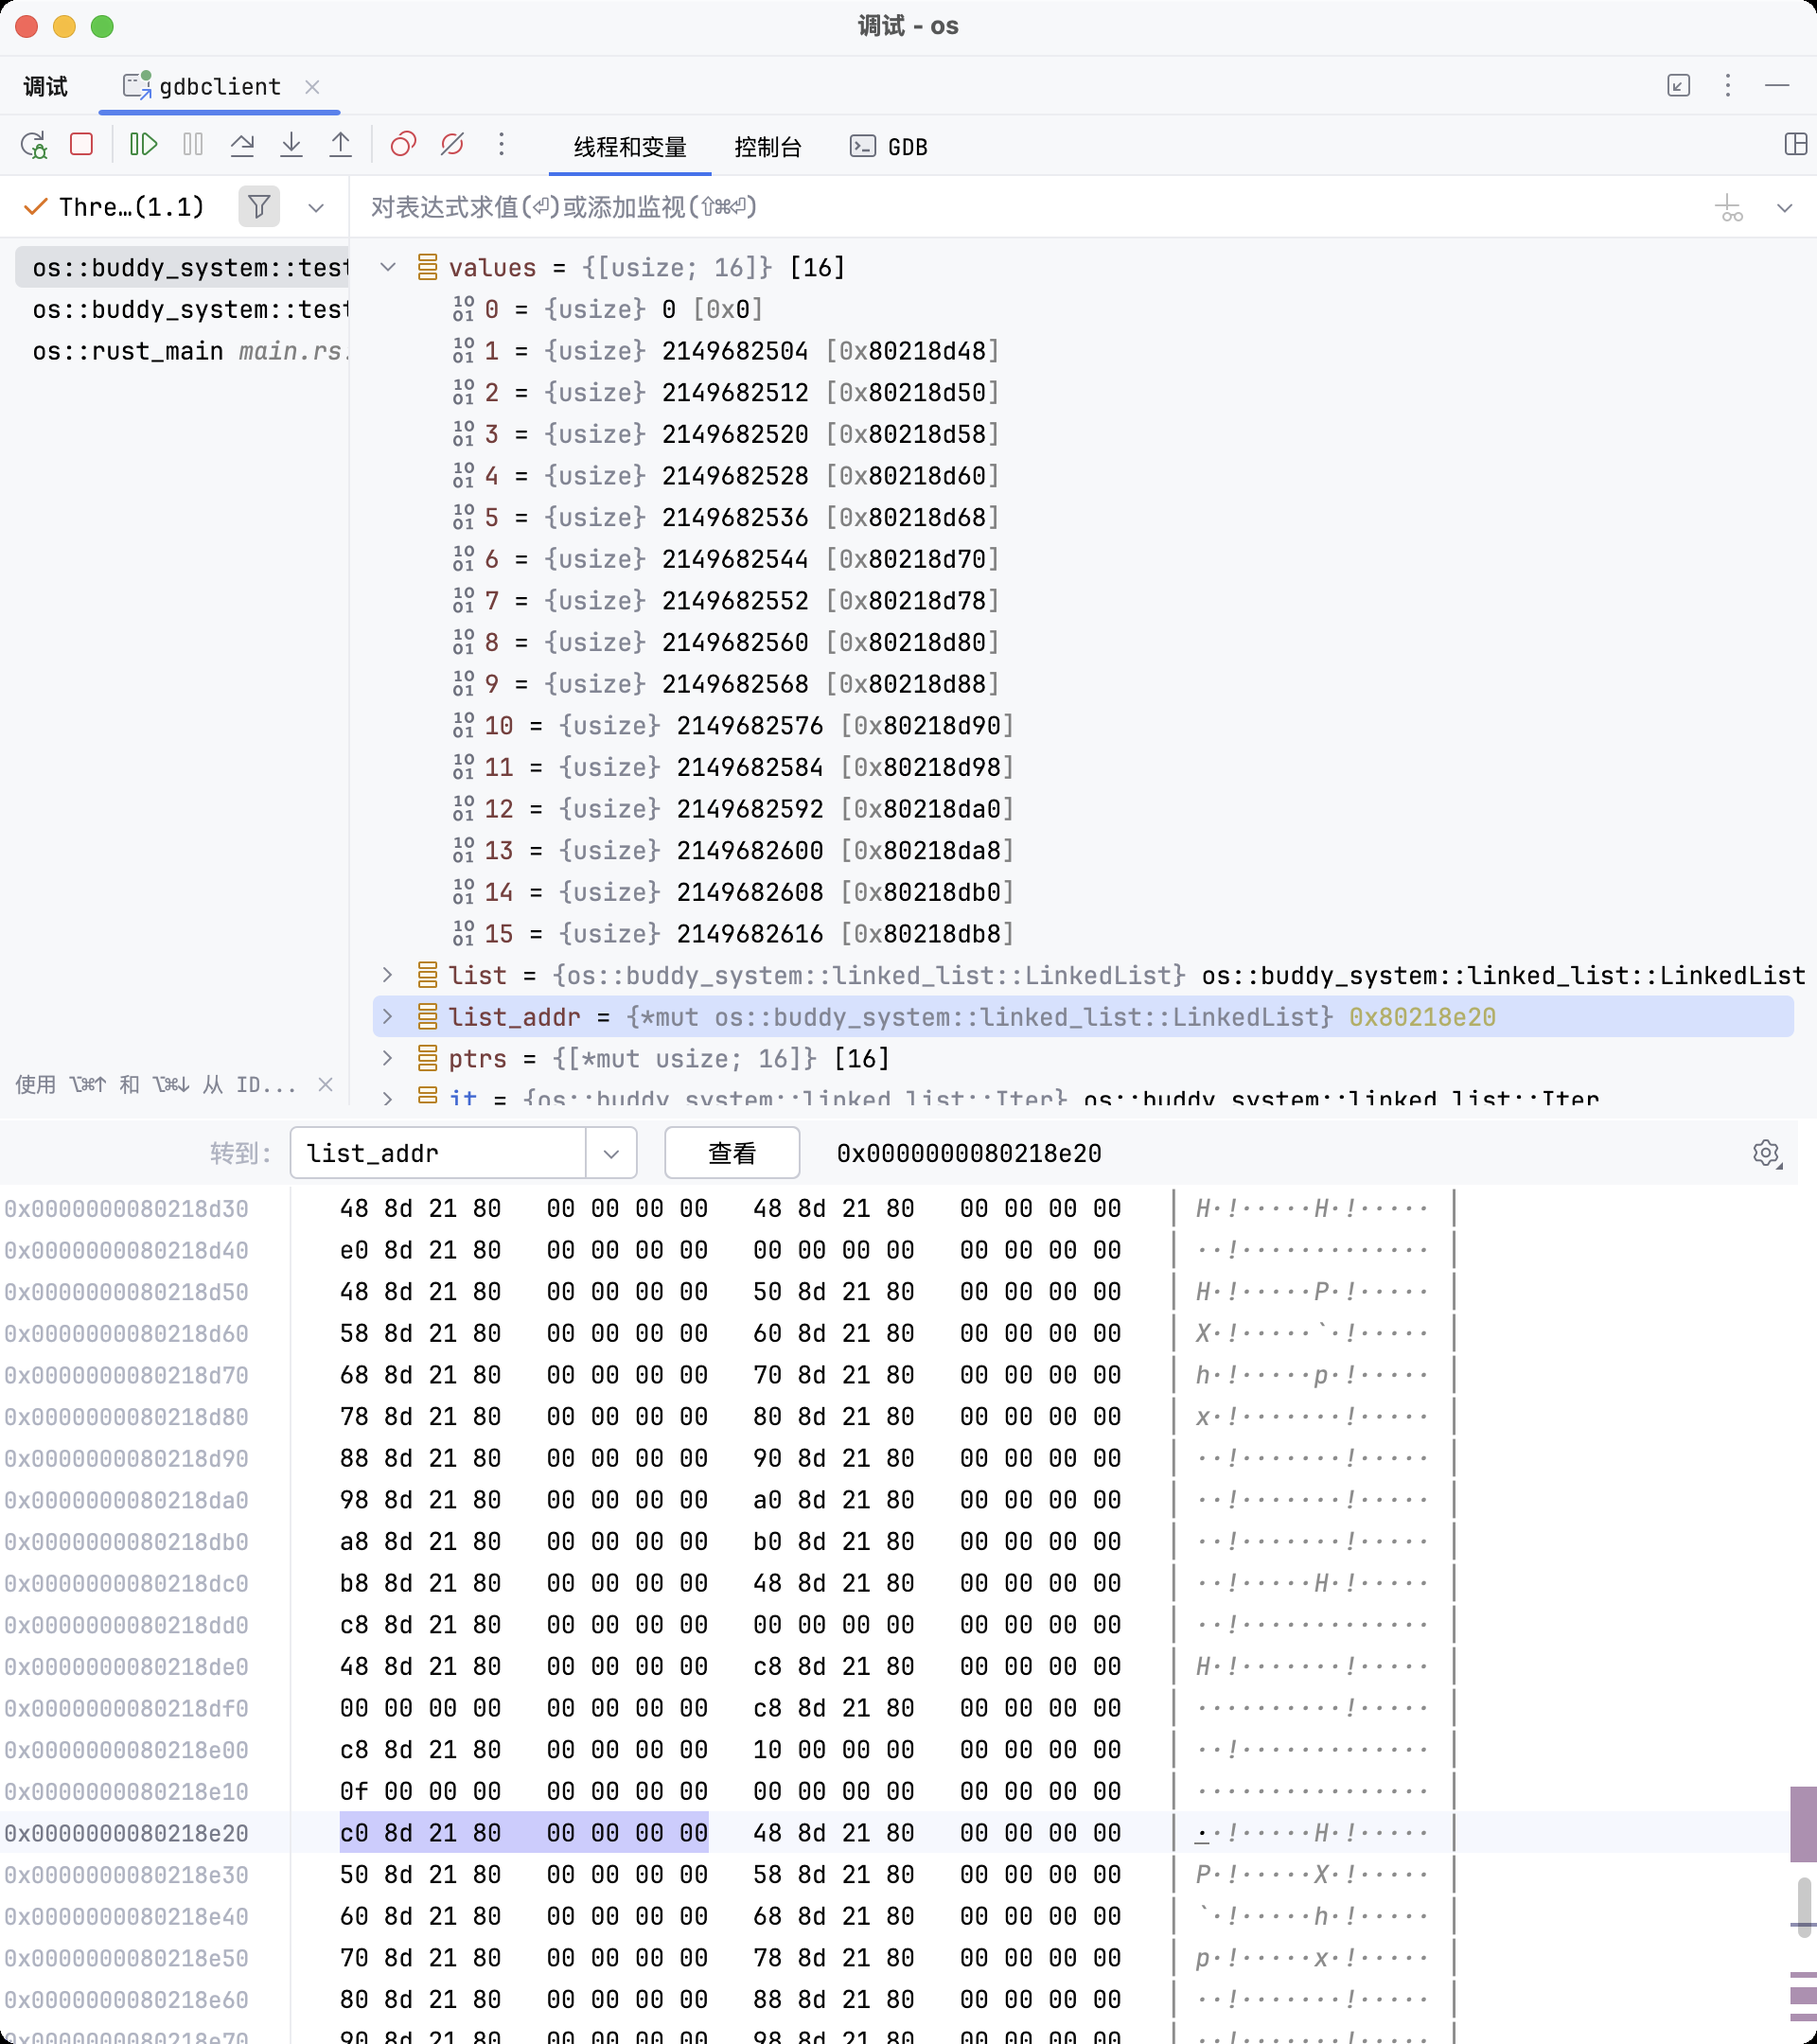 调试 - os
调试 gdbclient
线程和变量 控制台 GDB
Thre…(1.1) 对表达式求值(⏎)或添加监视(⇧⌘⏎)
os::buddy_system::test
os::buddy_system::test
os::rust_main main.rs.
values = {[usize; 16]} [16]
0 = {usize} 0 [0x0]
1 = {usize} 2149682504 [0x80218d48]
2 = {usize} 2149682512 [0x80218d50]
3 = {usize} 2149682520 [0x80218d58]
4 = {usize} 2149682528 [0x80218d60]
5 = {usize} 2149682536 [0x80218d68]
6 = {usize} 2149682544 [0x80218d70]
7 = {usize} 2149682552 [0x80218d78]
8 = {usize} 2149682560 [0x80218d80]
9 = {usize} 2149682568 [0x80218d88]
10 = {usize} 2149682576 [0x80218d90]
11 = {usize} 2149682584 [0x80218d98]
12 = {usize} 2149682592 [0x80218da0]
13 = {usize} 2149682600 [0x80218da8]
14 = {usize} 2149682608 [0x80218db0]
15 = {usize} 2149682616 [0x80218db8]
list = {os::buddy_system::linked_list::LinkedList} os::buddy_system::linked_list::LinkedList
list_addr = {*mut os::buddy_system::linked_list::LinkedList} 0x80218e20
ptrs = {[*mut usize; 16]} [16]
it = {os::buddy_system::linked_list::Iter} os::buddy_system::linked_list::Iter
使用 ⌥⌘↑ 和 ⌥⌘↓ 从 ID...
转到: list_addr 查看 0x0000000080218e20
0x0000000080218d30 48 8d 21 80 00 00 00 00 48 8d 21 80 00 00 00 00 H·!·····H·!·····
0x0000000080218d40 e0 8d 21 80 00 00 00 00 00 00 00 00 00 00 00 00 ··!·············
0x0000000080218d50 48 8d 21 80 00 00 00 00 50 8d 21 80 00 00 00 00 H·!·····P·!·····
0x0000000080218d60 58 8d 21 80 00 00 00 00 60 8d 21 80 00 00 00 00 X·!·····`·!·····
0x0000000080218d70 68 8d 21 80 00 00 00 00 70 8d 21 80 00 00 00 00 h·!·····p·!·····
0x0000000080218d80 78 8d 21 80 00 00 00 00 80 8d 21 80 00 00 00 00 x·!·······!·····
0x0000000080218d90 88 8d 21 80 00 00 00 00 90 8d 21 80 00 00 00 00 ··!·······!·····
0x0000000080218da0 98 8d 21 80 00 00 00 00 a0 8d 21 80 00 00 00 00 ··!·······!·····
0x0000000080218db0 a8 8d 21 80 00 00 00 00 b0 8d 21 80 00 00 00 00 ··!·······!·····
0x0000000080218dc0 b8 8d 21 80 00 00 00 00 48 8d 21 80 00 00 00 00 ··!·····H·!·····
0x0000000080218dd0 c8 8d 21 80 00 00 00 00 00 00 00 00 00 00 00 00 ··!·············
0x0000000080218de0 48 8d 21 80 00 00 00 00 c8 8d 21 80 00 00 00 00 H·!·······!·····
0x0000000080218df0 00 00 00 00 00 00 00 00 c8 8d 21 80 00 00 00 00 ··········!·····
0x0000000080218e00 c8 8d 21 80 00 00 00 00 10 00 00 00 00 00 00 00 ··!·············
0x0000000080218e10 0f 00 00 00 00 00 00 00 00 00 00 00 00 00 00 00 ················
0x0000000080218e20 c0 8d 21 80 00 00 00 00 48 8d 21 80 00 00 00 00 ··!·····H·!·····
0x0000000080218e30 50 8d 21 80 00 00 00 00 58 8d 21 80 00 00 00 00 P·!·····X·!·····
0x0000000080218e40 60 8d 21 80 00 00 00 00 68 8d 21 80 00 00 00 00 `·!·····h·!·····
0x0000000080218e50 70 8d 21 80 00 00 00 00 78 8d 21 80 00 00 00 00 p·!·····x·!·····
0x0000000080218e60 80 8d 21 80 00 00 00 00 88 8d 21 80 00 00 00 00 ··!·······!·····
0x0000000080218e70 90 8d 21 80 00 00 00 00 98 8d 21 80 00 00 00 00 ··!·······!·····